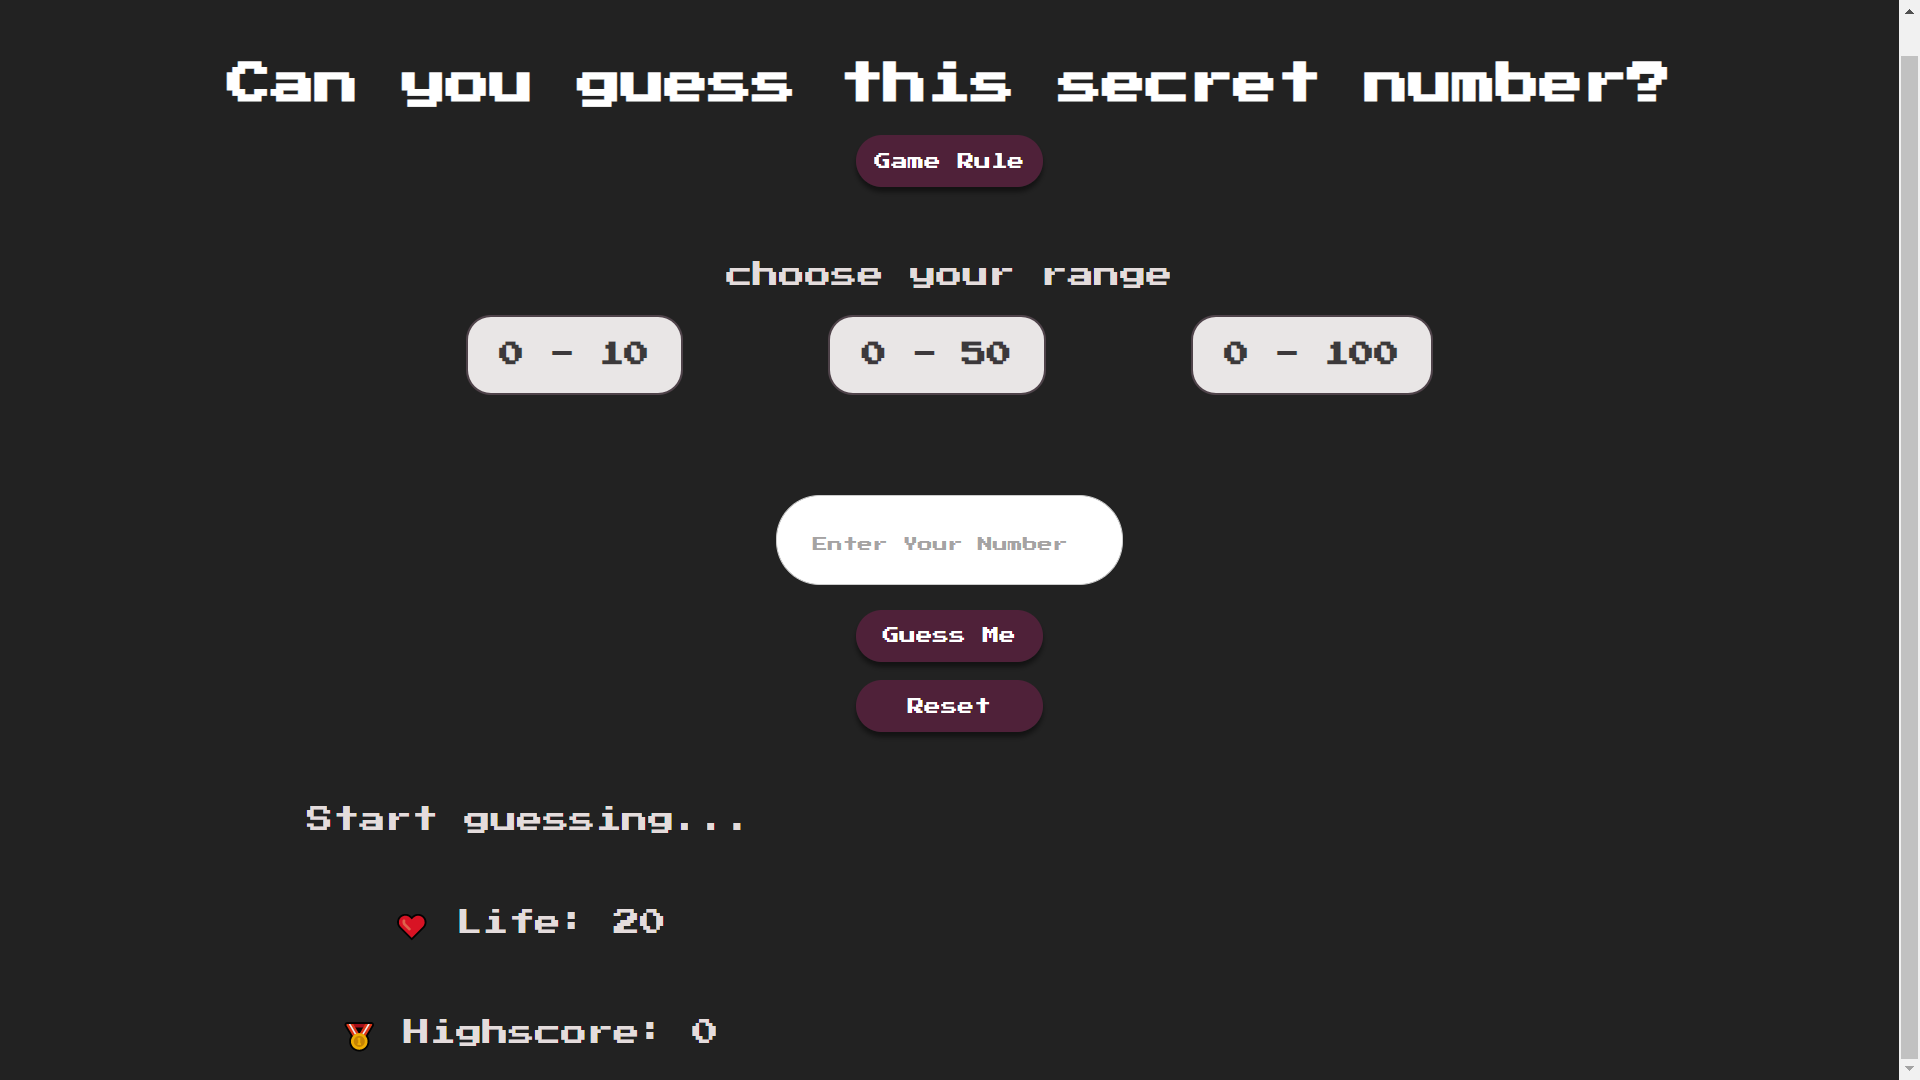 Can you guess this secret number?
Game Rule
choose your range
0 - 10
0 - 50
0 - 100
Enter Your Number
Guess Me
Reset
Start guessing...
Life: 20
Highscore: 0